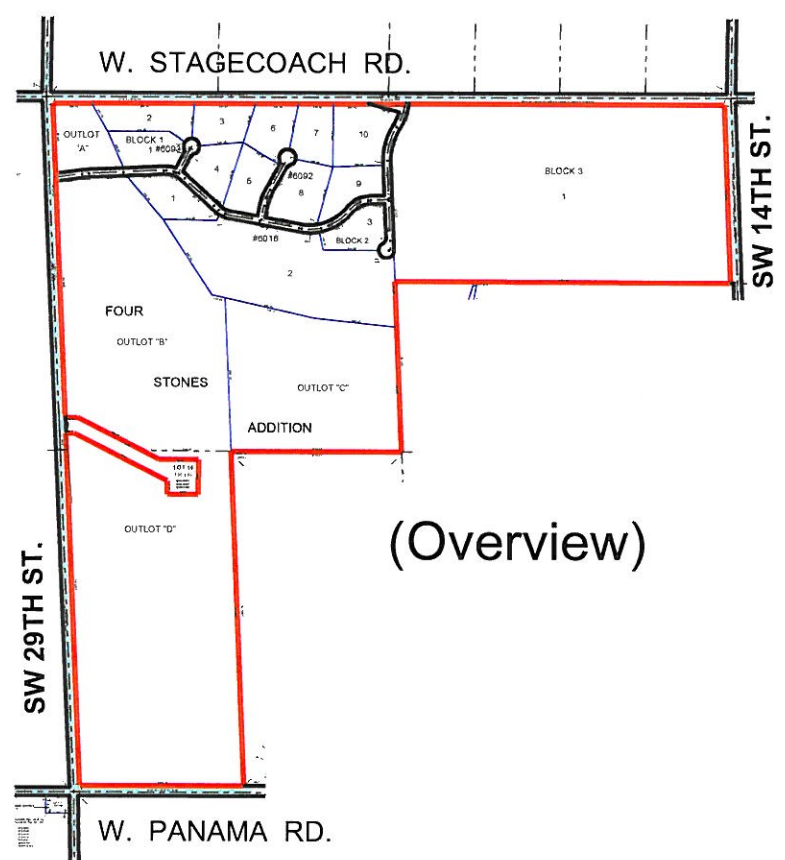 W. STAGECOACH RD.
SW 14TH ST.
2
3
6
7
10
OUTLOT
"A"
BLOCK 1
1
4
#6092
BLOCK 3
1
5
8
9
1
3
#6016
BLOCK 2
2
FOUR
OUTLOT "B"
STONES
OUTLOT "C"
ADDITION
OUTLOT "D"
(Overview)
SW 29TH ST.
W. PANAMA RD.